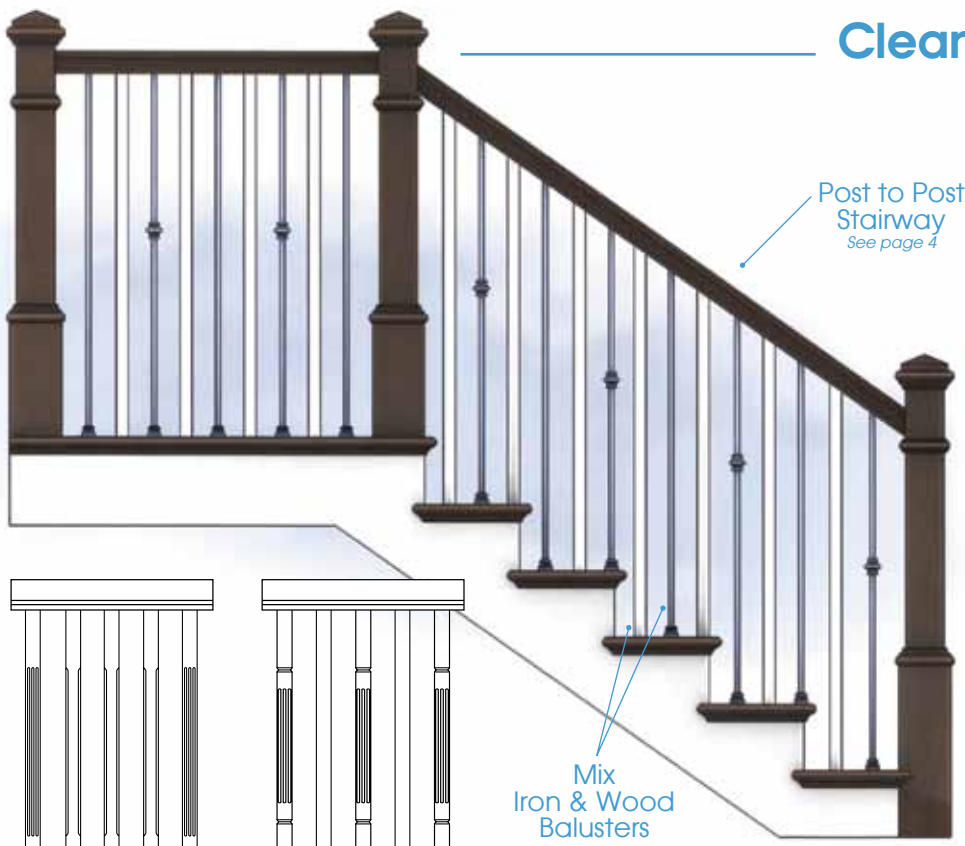 Clear
Post to Post
Stairway
See page 4
Mix
Iron & Wood
Balusters